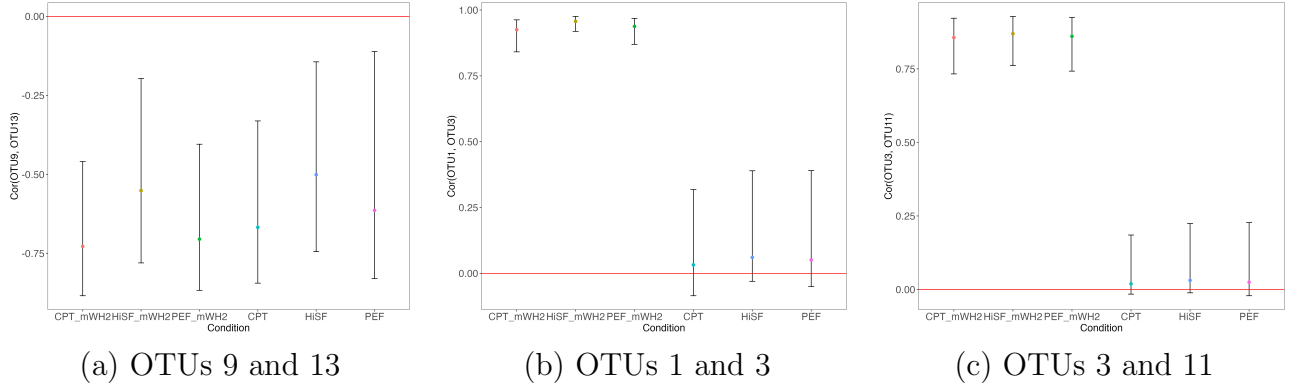 0.00
-0.25
-0.50
-0.75
Cor(OTU9, OTU13)
CPT_mWH2 HiSF_mWH2 PEF_mWH2 CPT HiSF PEF
Condition
(a) OTUs 9 and 13
1.00
0.75
0.50
0.25
0.00
Cor(OTU1, OTU3)
CPT_mWH2 HiSF_mWH2 PEF_mWH2 CPT HiSF PEF
Condition
(b) OTUs 1 and 3
0.75
0.50
0.25
0.00
Cor(OTU3, OTU11)
CPT_mWH2 HiSF_mWH2 PEF_mWH2 CPT HiSF PEF
Condition
(c) OTUs 3 and 11